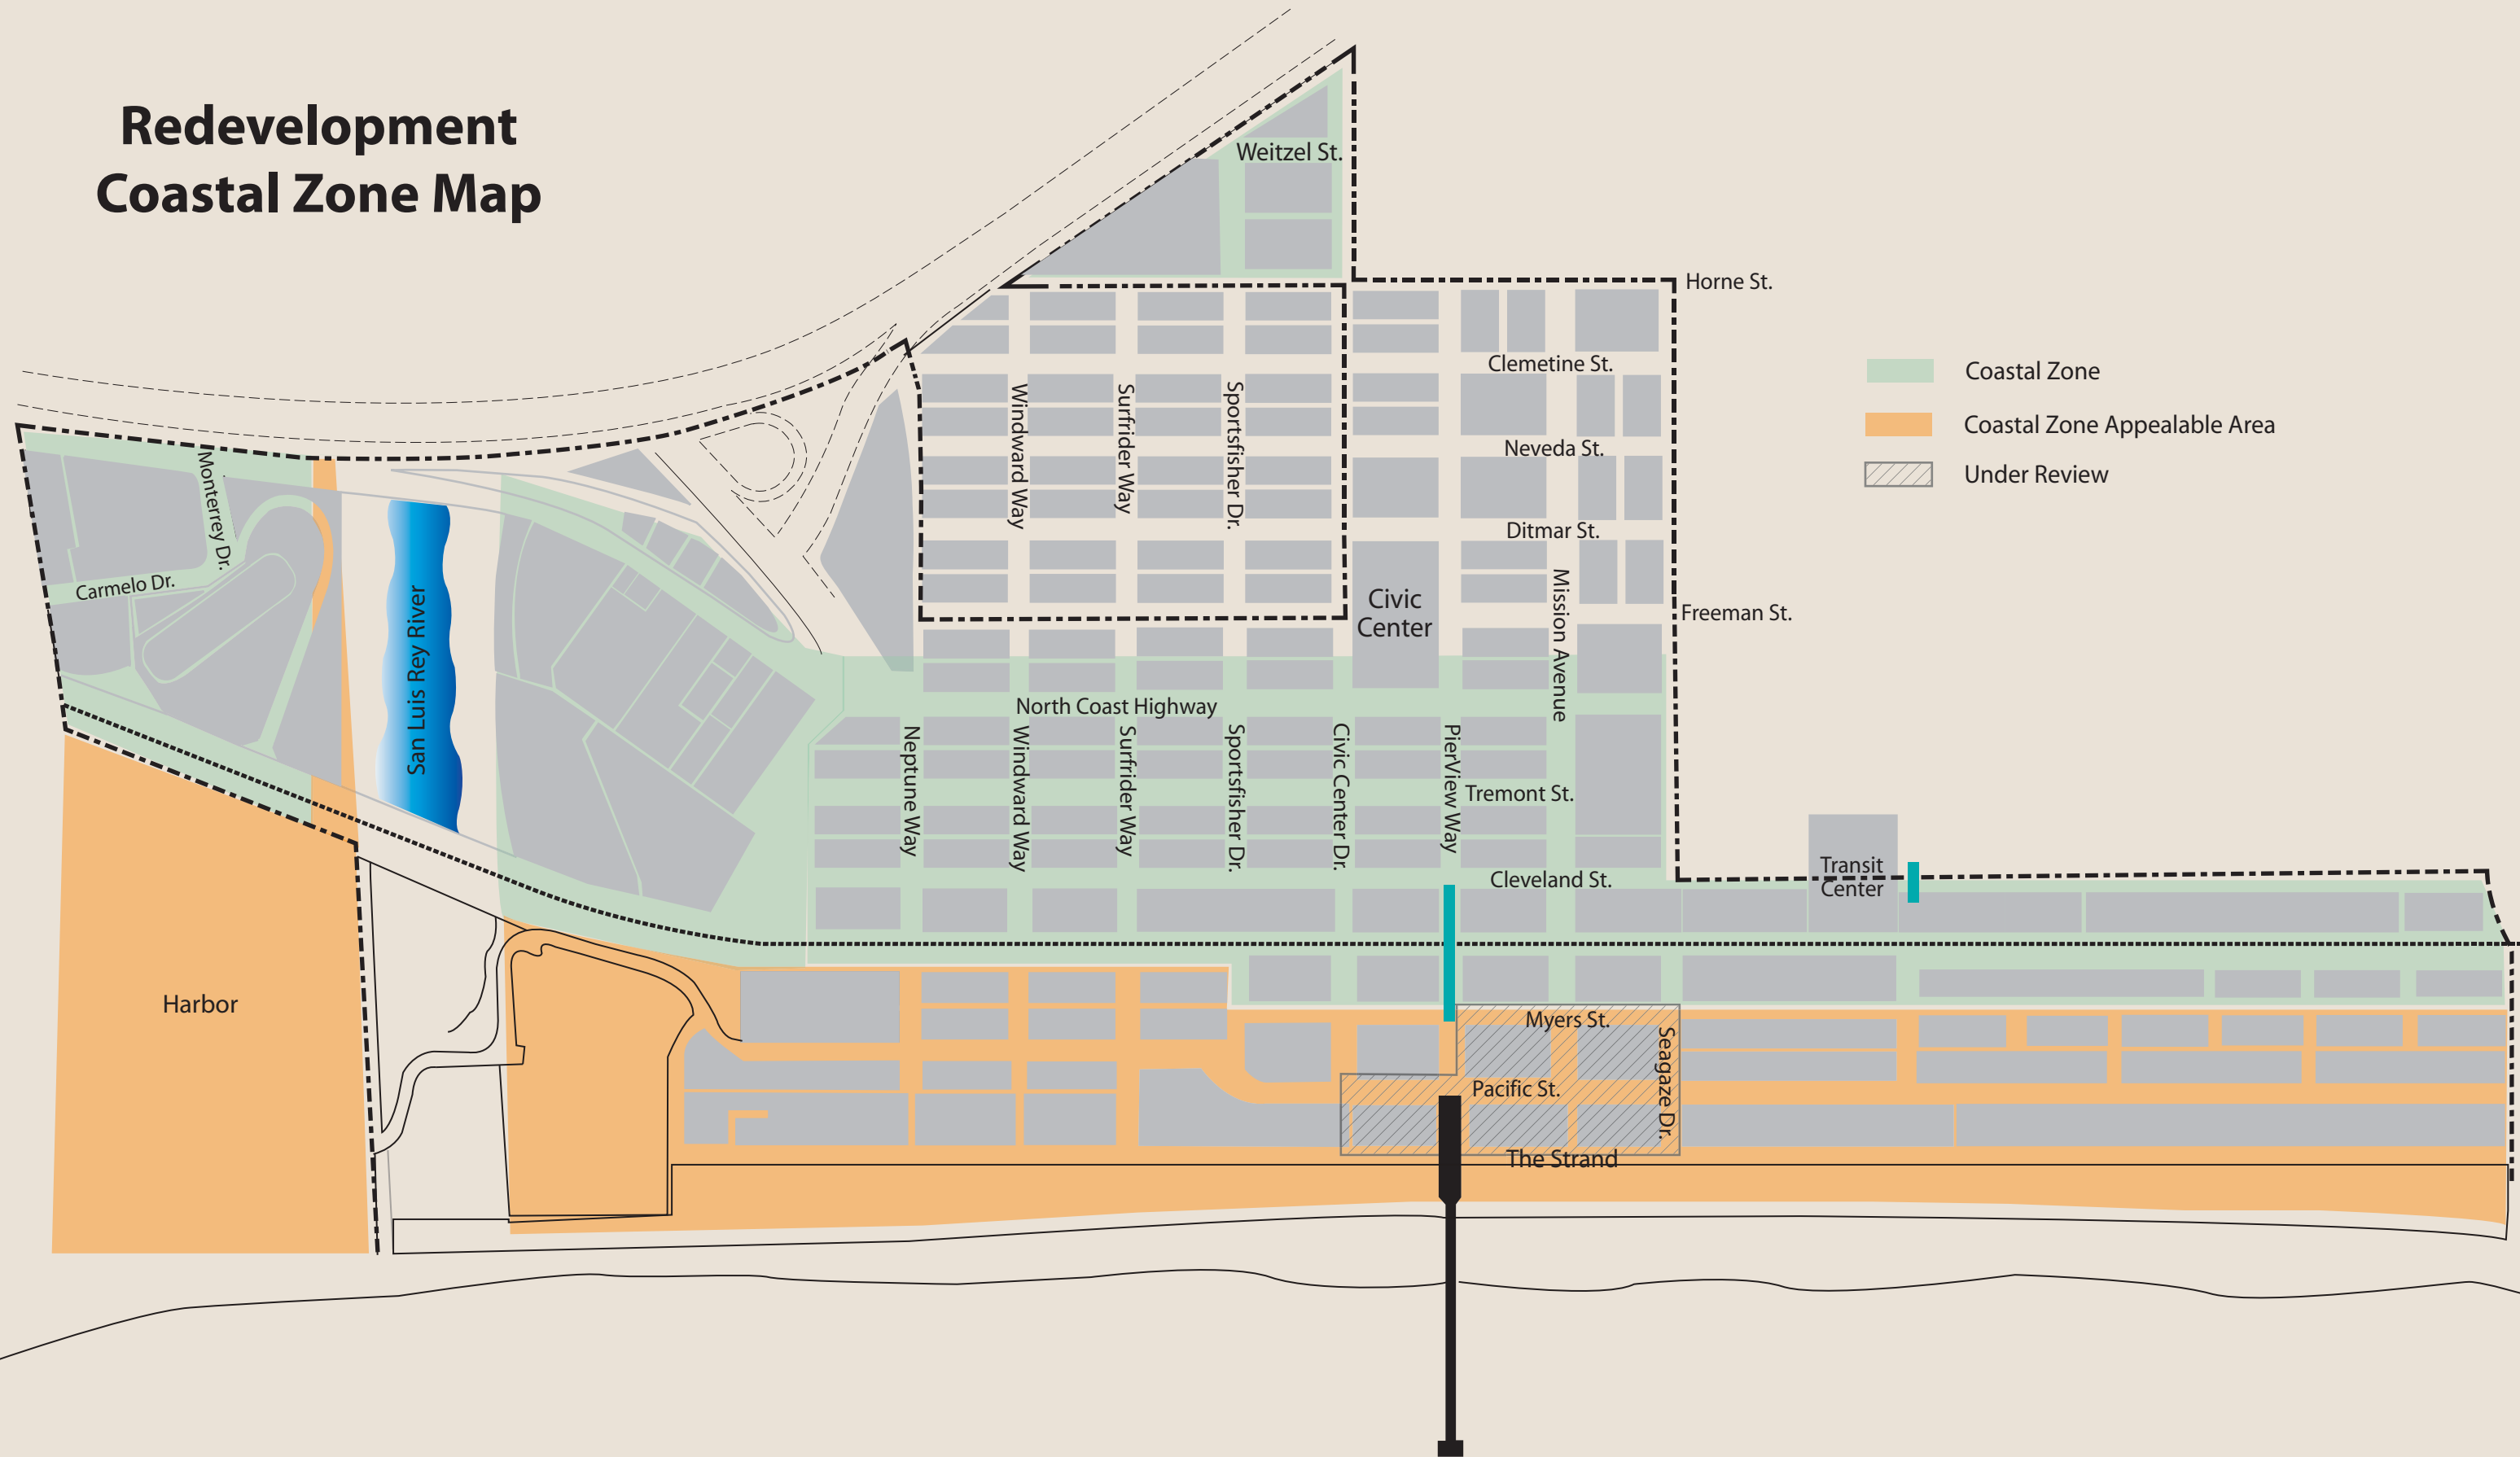 Redevelopment
Coastal Zone Map
Weitzel St.
Horne St.
Coastal Zone
Clemetine St.
Coastal Zone Appealable Area
Neveda St.
Under Review
Windward Way
Surfrider Way
Sportsfisher Dr.
Monterrey Dr.
Ditmar St.
Carmelo Dr.
Civic
Center
Mission Avenue
Freeman St.
San Luis Rey River
North Coast Highway
Neptune Way
Windward Way
Surfrider Way
Sportsfisher Dr.
Civic Center Dr.
PierView Way
Tremont St.
Transit
Center
Cleveland St.
Harbor
Myers St.
Seagaze Dr.
Pacific St.
The Strand